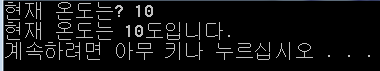 현재 온도는? 10
현재 온도는 10도입니다.
계속하려면 아무 키나 누르십시오 . . .